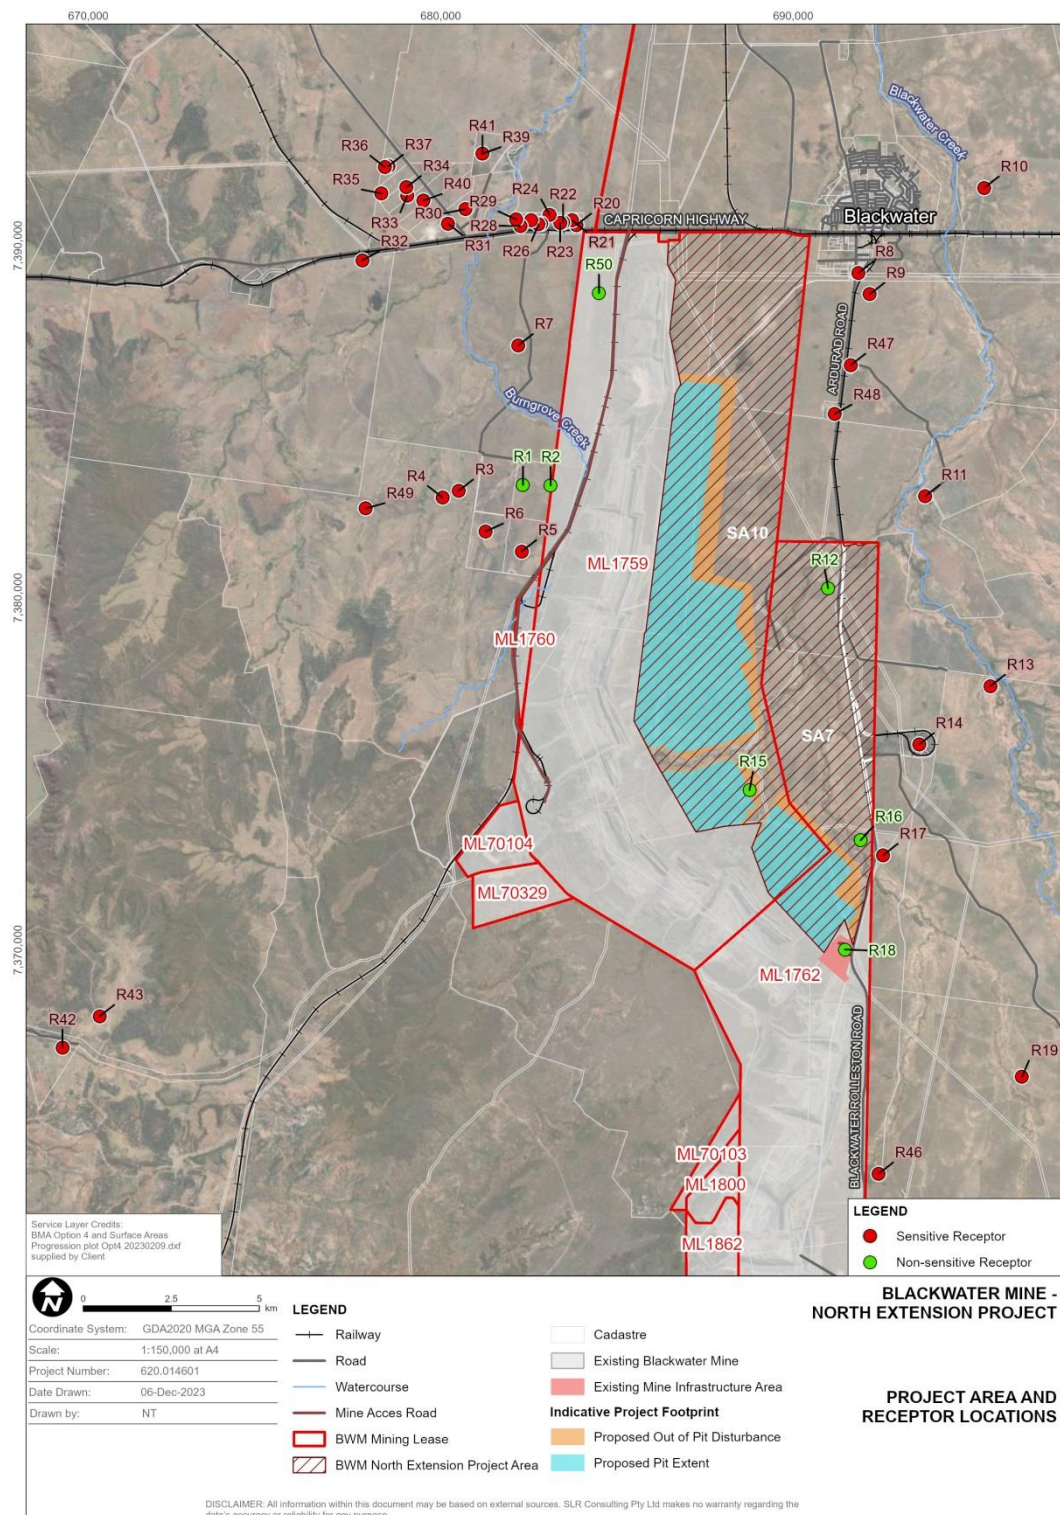 670,000
680,000
690,000
7,390,000
7,380,000
7,370,000
R41
R39
R36
R37
R34
R35
R40
R33
R30
R29
R24
R22
R20
R28
R26
R23
R21
R31
R32
CAPRICORN HIGHWAY
Blackwater Creek
R10
Blackwater
R8
R9
R50
R7
ARDURAD ROAD
R47
R48
Burngrove Creek
R1
R2
R3
R4
R49
R6
R5
R11
SA10
ML1759
R12
ML1760
R13
R14
SA7
R15
R16
R17
ML70104
ML70329
R18
ML1762
R43
R42
R19
BLACKWATER ROLLESTON ROAD
R46
ML70103
ML1800
ML1862
Service Layer Credits:
BMA Option 4 and Surface Areas
Progression plot Opt4 20230209.dxf
supplied by Client
LEGEND
Sensitive Receptor
Non-sensitive Receptor
N
0 2.5 5 km
Coordinate System: GDA2020 MGA Zone 55
Scale: 1:150,000 at A4
Project Number: 620.014601
Date Drawn: 06-Dec-2023
Drawn by: NT
LEGEND
Railway
Road
Watercourse
Mine Acces Road
BWM Mining Lease
BWM North Extension Project Area
Cadastre
Existing Blackwater Mine
Existing Mine Infrastructure Area
Indicative Project Footprint
Proposed Out of Pit Disturbance
Proposed Pit Extent
BLACKWATER MINE -
NORTH EXTENSION PROJECT
PROJECT AREA AND
RECEPTOR LOCATIONS
DISCLAIMER: All information within this document may be based on external sources. SLR Consulting Pty Ltd makes no warranty regarding the
data's accuracy or reliability for any purpose.